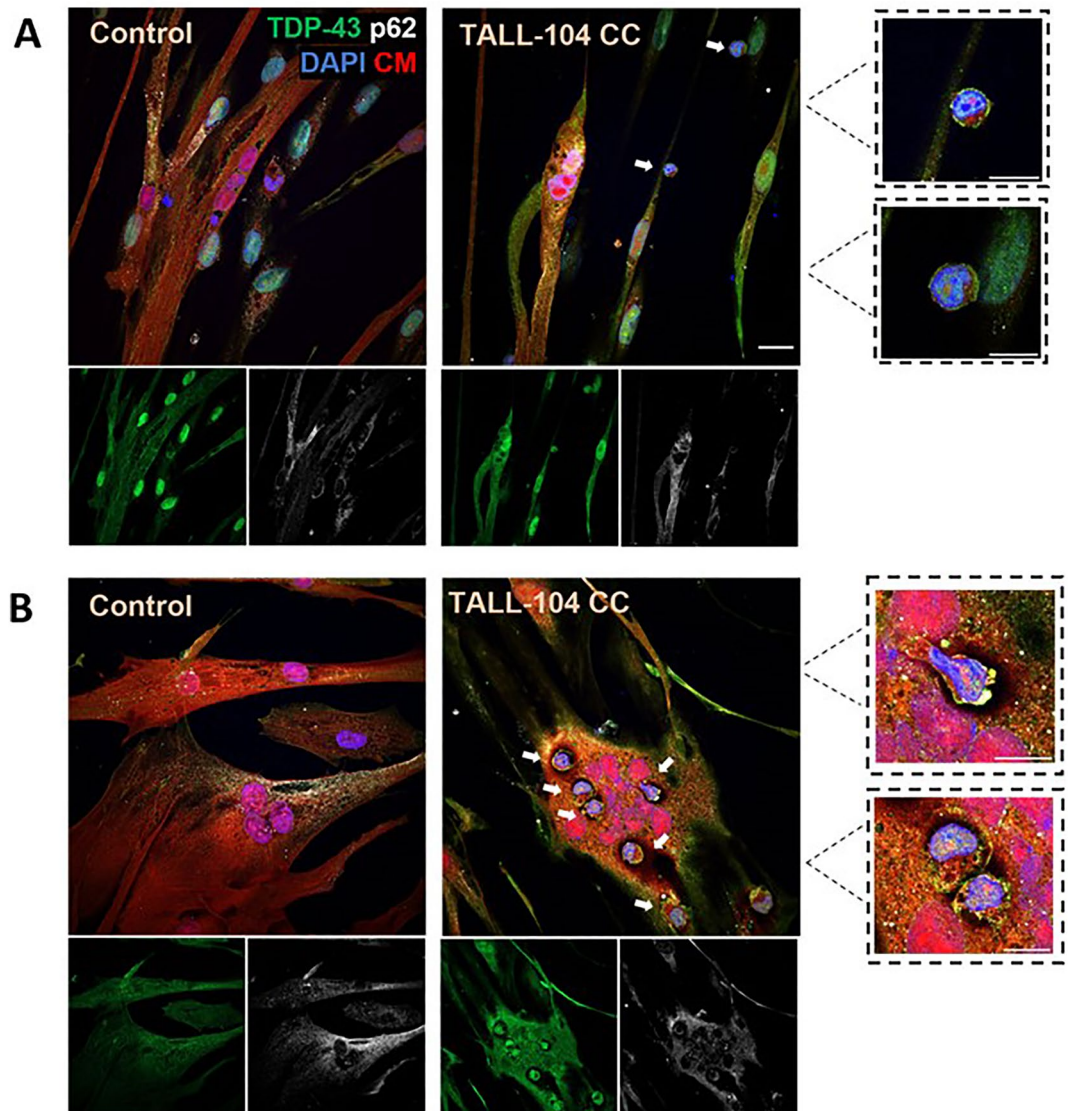 A
Control
TDP-43 p62
DAPI CM
TALL-104 CC
B
Control
TALL-104 CC